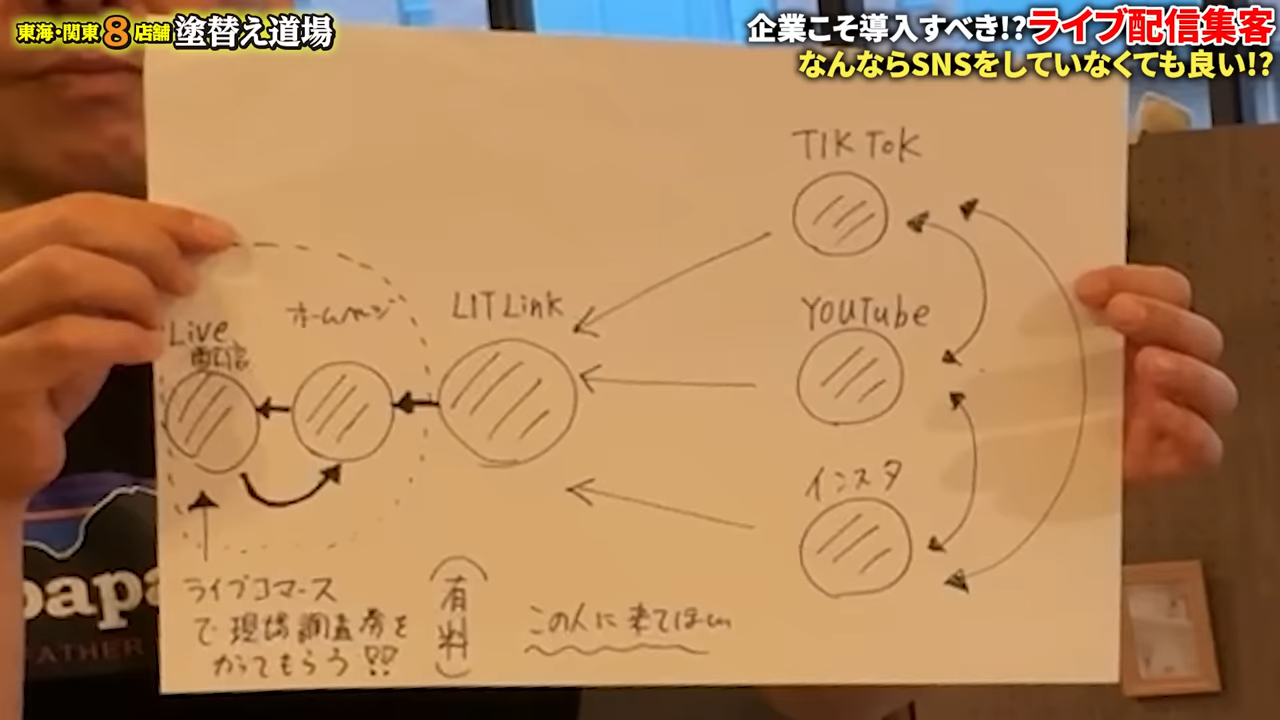 東海・関東8店舗 塗替え道場
企業こそ導入すべき!?ライブ配信集客
なんならSNSをしていなくても良い!?
TIKTOK
YOUTube
インスタ
LITLink
ホームページ
Live
配信
ライブコマース
で現場調査券を
かってもらう!!
(有料)
この人に来てほしい
papa
FATHER